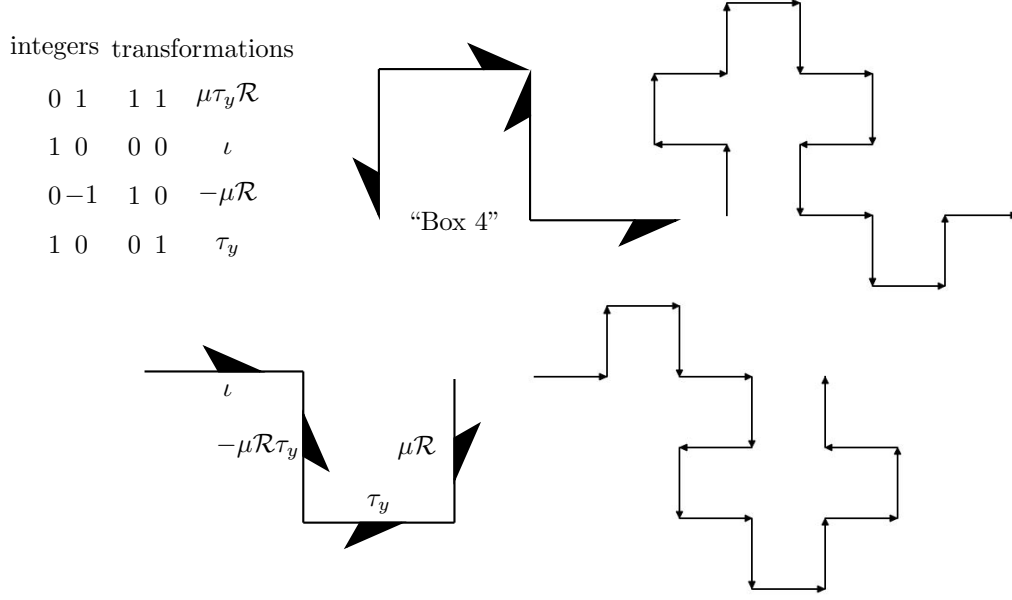 integers transformations
0 1 1 1 μτ_yℛ
1 0 0 0 ι
0 −1 1 0 −μℛ
1 0 0 1 τ_y
“Box 4”
ι
−μℛτ_y
μℛ
τ_y